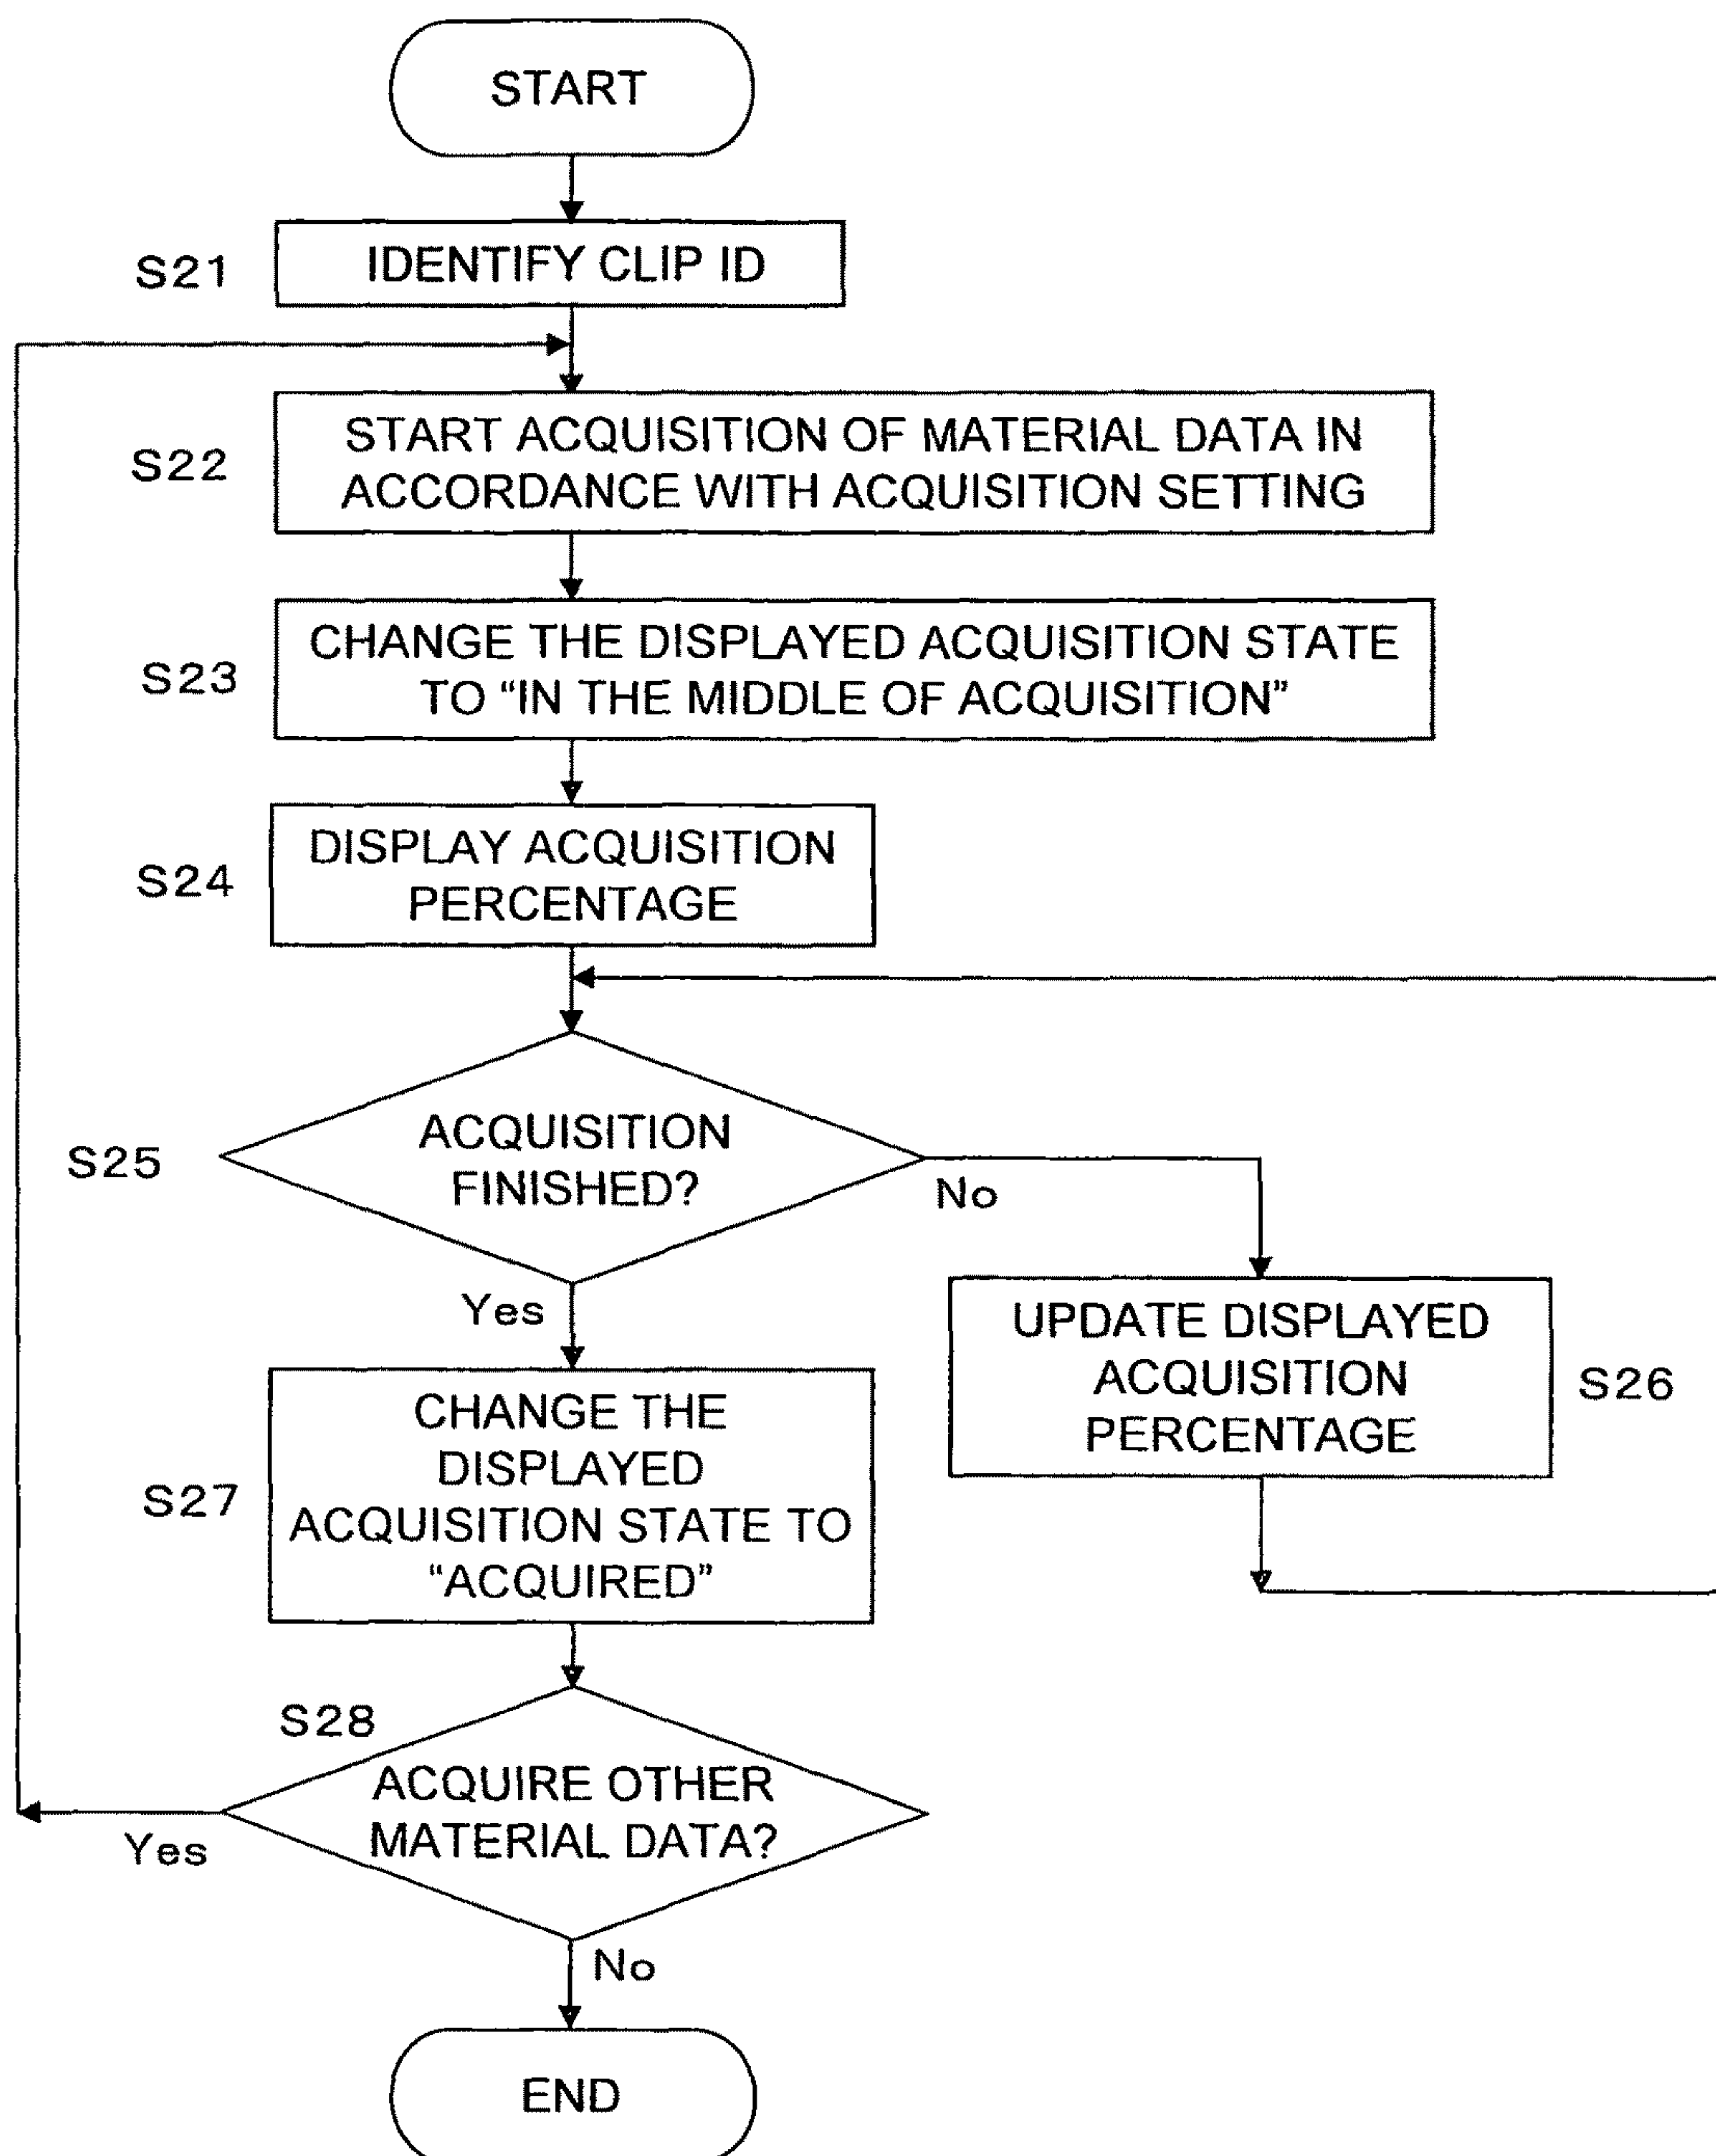 START
S21
IDENTIFY CLIP ID
S22
START ACQUISITION OF MATERIAL DATA IN
ACCORDANCE WITH ACQUISITION SETTING
S23
CHANGE THE DISPLAYED ACQUISITION STATE
TO “IN THE MIDDLE OF ACQUISITION”
S24
DISPLAY ACQUISITION
PERCENTAGE
S25
ACQUISITION
FINISHED?
No
Yes
UPDATE DISPLAYED
ACQUISITION
PERCENTAGE
S26
S27
CHANGE THE
DISPLAYED
ACQUISITION STATE TO
“ACQUIRED”
S28
ACQUIRE OTHER
MATERIAL DATA?
Yes
No
END